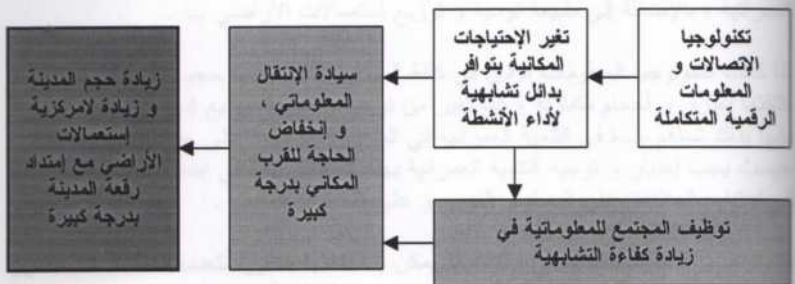 تكنولوجيا
الإتصالات و
المعلومات
الرقمية المتكاملة
تغير الإحتياجات
المكانية بتوافر
بدائل تشابهية
لأداء الأنشطة
سيادة الإنتقال
المعلوماتي ،
و إنخفاض
الحاجة للقرب
المكاني بدرجة
كبيرة
زيادة حجم المدينة
و زيادة لامركزية
إستعمالات
الأراضي مع إمتداد
رقعة المدينة
بدرجة كبيرة
توظيف المجتمع للمعلوماتية في
زيادة كفاءة التشابهية